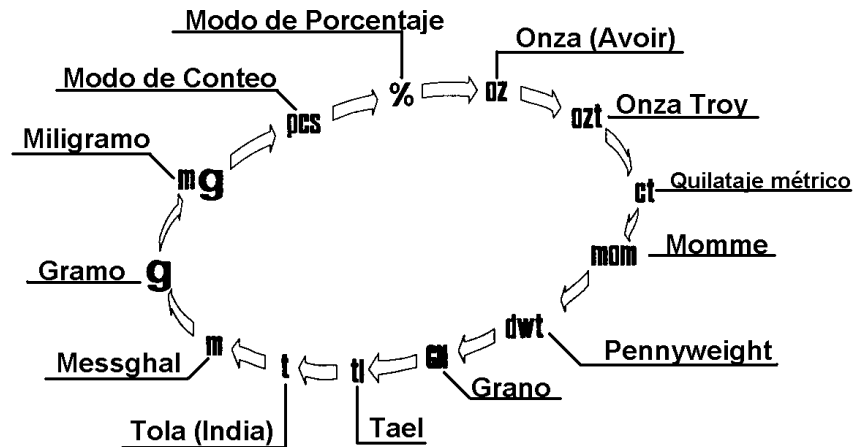 Modo de Porcentaje
Onza (Avoir)
Modo de Conteo
% oz
pcs
ozt Onza Troy
Miligramo
mg
ct Quilataje métrico
mom Momme
Gramo g
dwt
m
Messghal
Pennyweight
t tl GN
Grano
Tola (India)
Tael